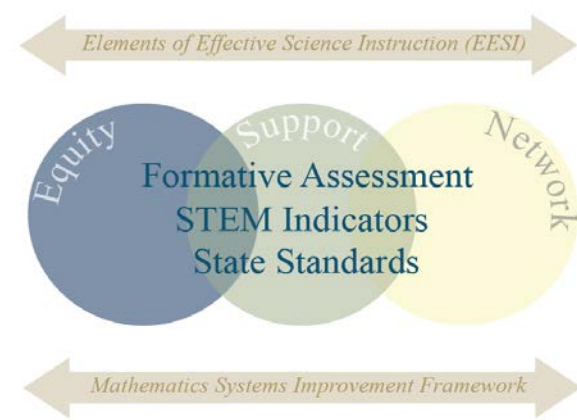 Elements of Effective Science Instruction (EESI)
Equity
Support
Network
Formative Assessment
STEM Indicators
State Standards
Mathematics Systems Improvement Framework